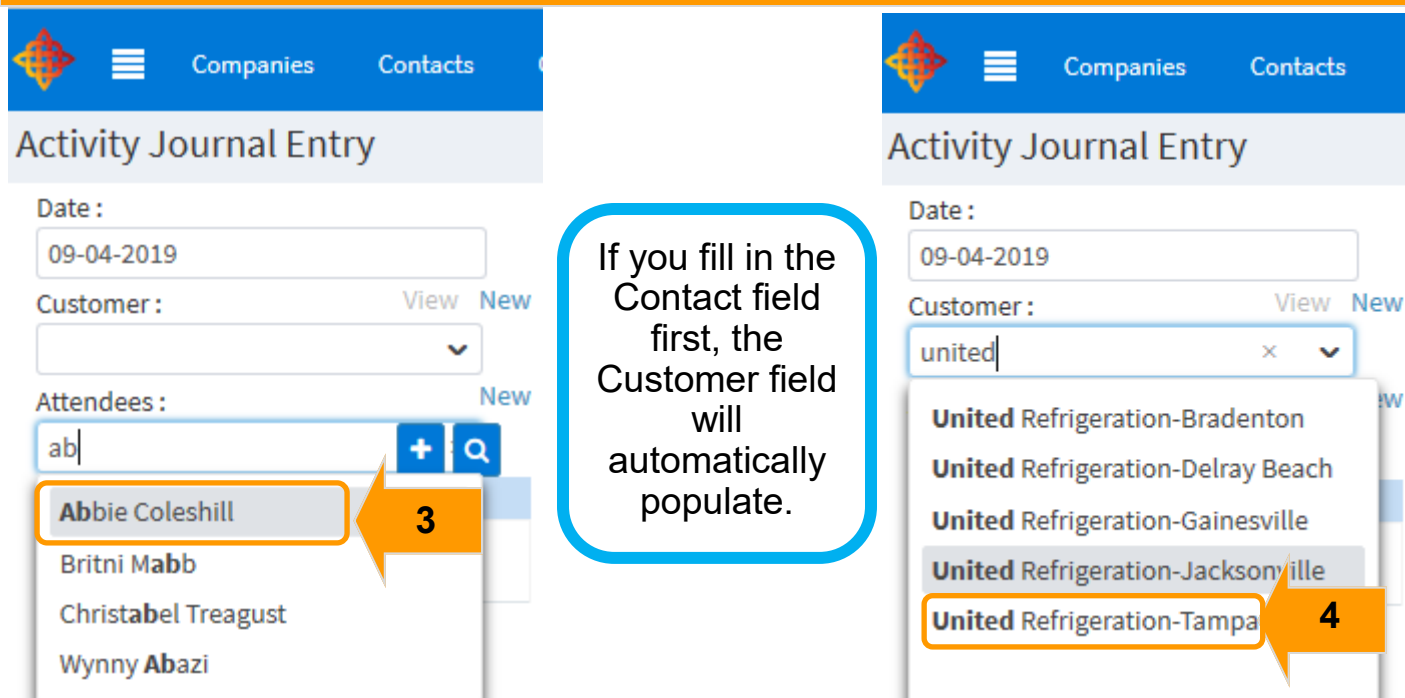 Companies Contacts
Activity Journal Entry
Date :
09-04-2019
Customer : View New
Attendees : New
ab
Abbie Coleshill
3
Britni Mabb
Christabel Treagust
Wynny Abazi
If you fill in the
Contact field
first, the
Customer field
will
automatically
populate.
Companies Contacts
Activity Journal Entry
Date :
09-04-2019
Customer : View New
united ×
United Refrigeration-Bradenton
United Refrigeration-Delray Beach
United Refrigeration-Gainesville
United Refrigeration-Jacksonville
United Refrigeration-Tampa
4